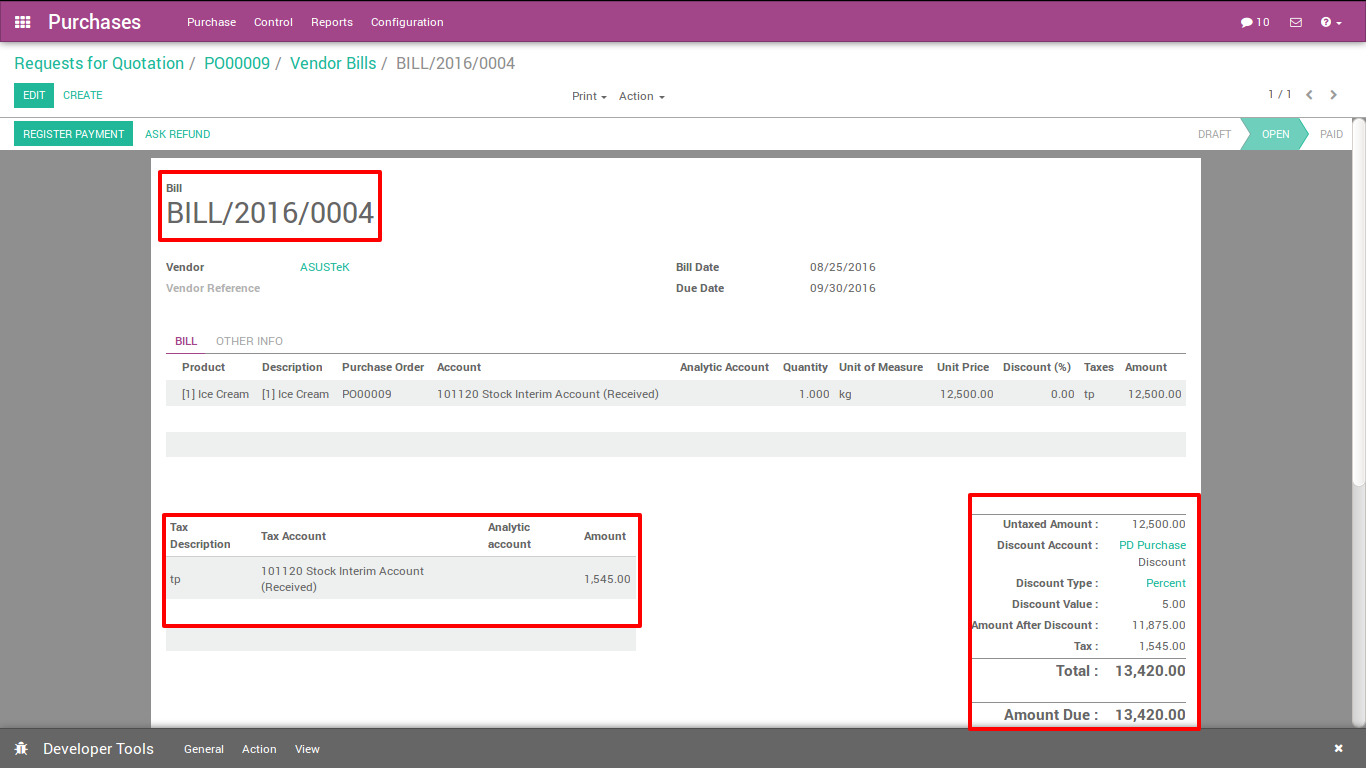 Purchases Purchase Control Reports Configuration 10
Requests for Quotation / PO00009 / Vendor Bills / BILL/2016/0004
EDIT CREATE Print Action 1 / 1
REGISTER PAYMENT ASK REFUND DRAFT OPEN PAID
Bill
BILL/2016/0004
Vendor ASUSTeK Bill Date 08/25/2016
Vendor Reference Due Date 09/30/2016
BILL OTHER INFO
Product Description Purchase Order Account Analytic Account Quantity Unit of Measure Unit Price Discount (%) Taxes Amount
[1] Ice Cream [1] Ice Cream PO00009 101120 Stock Interim Account (Received) 1.000 kg 12,500.00 0.00 tp 12,500.00
Tax Description Tax Account Analytic account Amount
tp 101120 Stock Interim Account (Received) 1,545.00
Untaxed Amount : 12,500.00
Discount Account : PD Purchase
Discount
Discount Type : Percent
Discount Value : 5.00
Amount After Discount : 11,875.00
Tax : 1,545.00
Total : 13,420.00
Amount Due : 13,420.00
Developer Tools General Action View